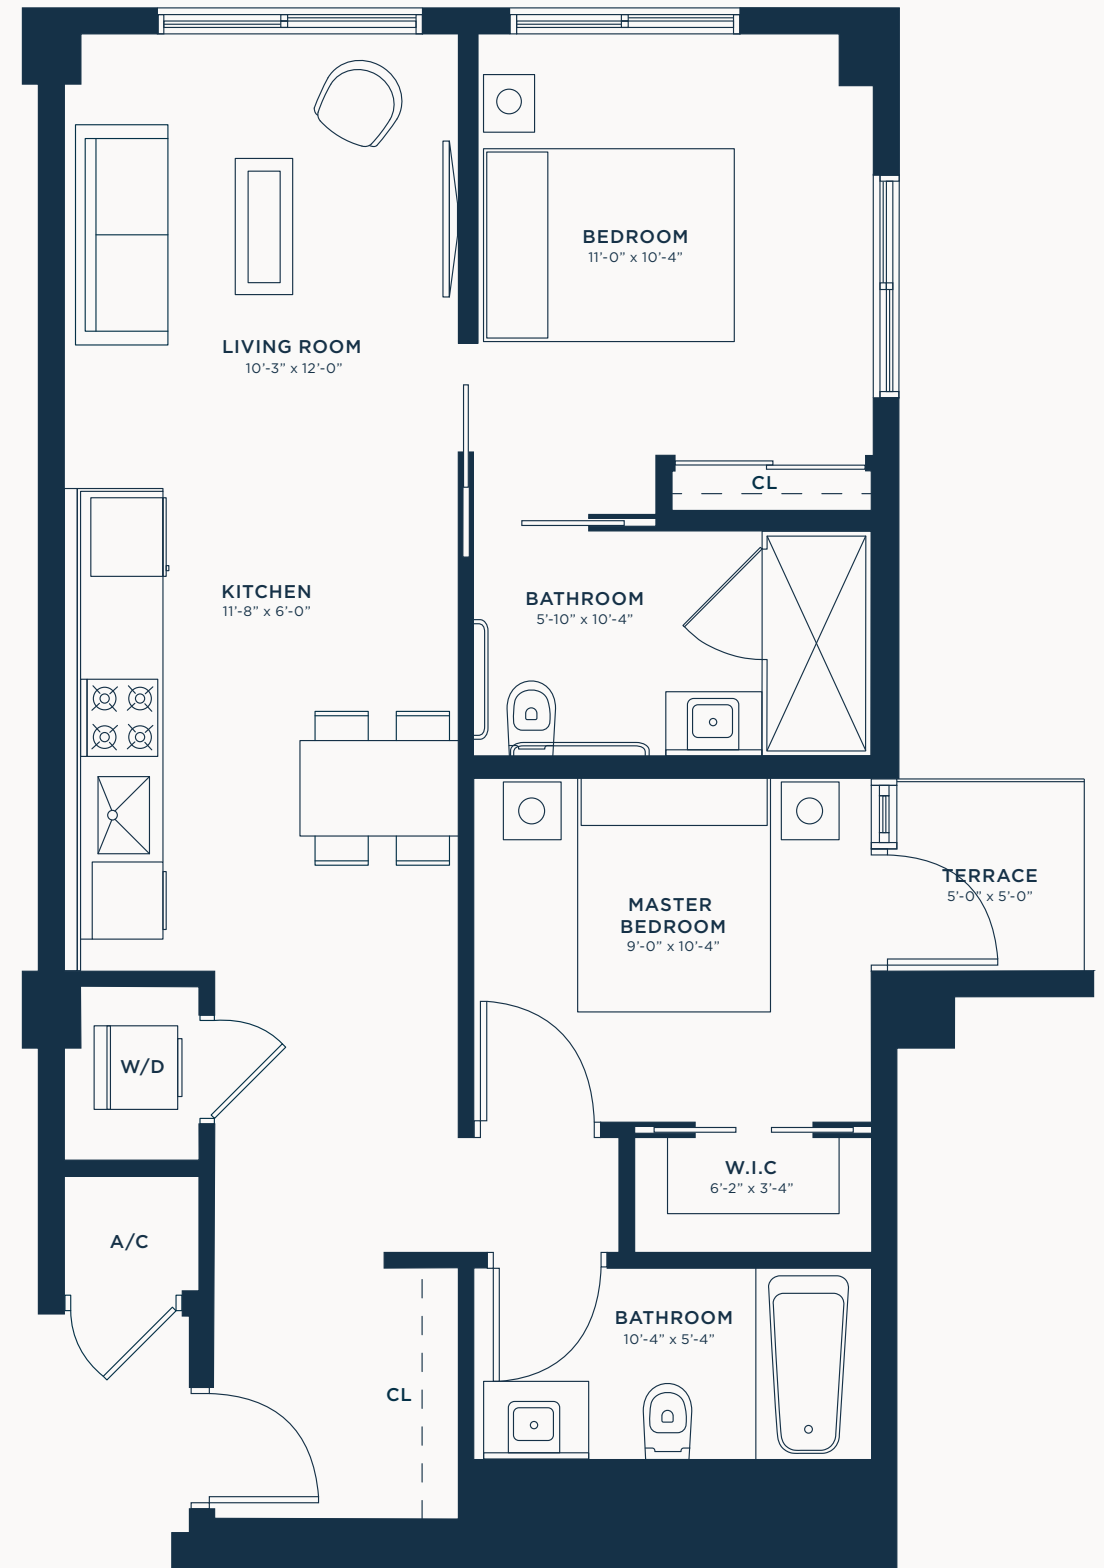 BEDROOM
11’-0” x 10’-4”
LIVING ROOM
10’-3” x 12’-0”
CL
KITCHEN
11’-8” x 6’-0”
BATHROOM
5’-10” x 10’-4”
TERRACE
5’-0” x 5’-0”
MASTER
BEDROOM
9’-0” x 10’-4”
W/D
W.I.C
6’-2” x 3’-4”
A/C
BATHROOM
10’-4” x 5’-4”
CL